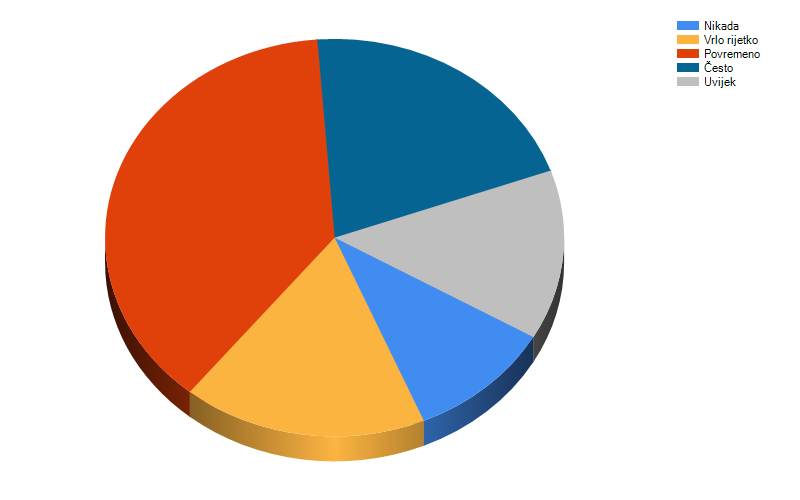 Nikada
Vrlo rijetko
Povremeno
Često
Uvijek